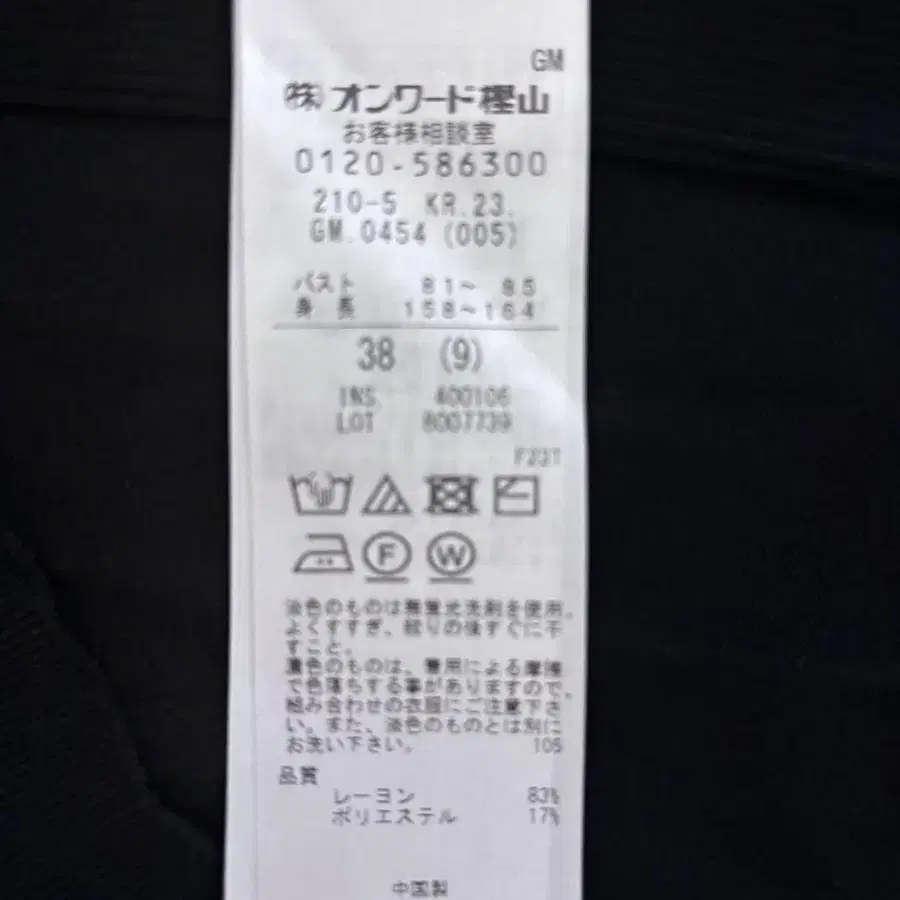 GM
㈱オンワード樫山
お客様相談室
0120-586300
210-5 KR.23.
GM.0454 (005)
バスト 81～ 85
身長 158～164
38 (9)
INS 400106
LOT 8007739
F23T
F W
淡色のものは無蛍光洗剤を使用。
よくすすぎ、絞りの後すぐに干
すこと。
濃色のものは、着用による摩擦
で色落ちする事がありますので、
組み合わせの衣服にご注意下さ
い。また、淡色のものとは別に
お洗い下さい。 105
品質
レーヨン 83%
ポリエステル 17%
中国製